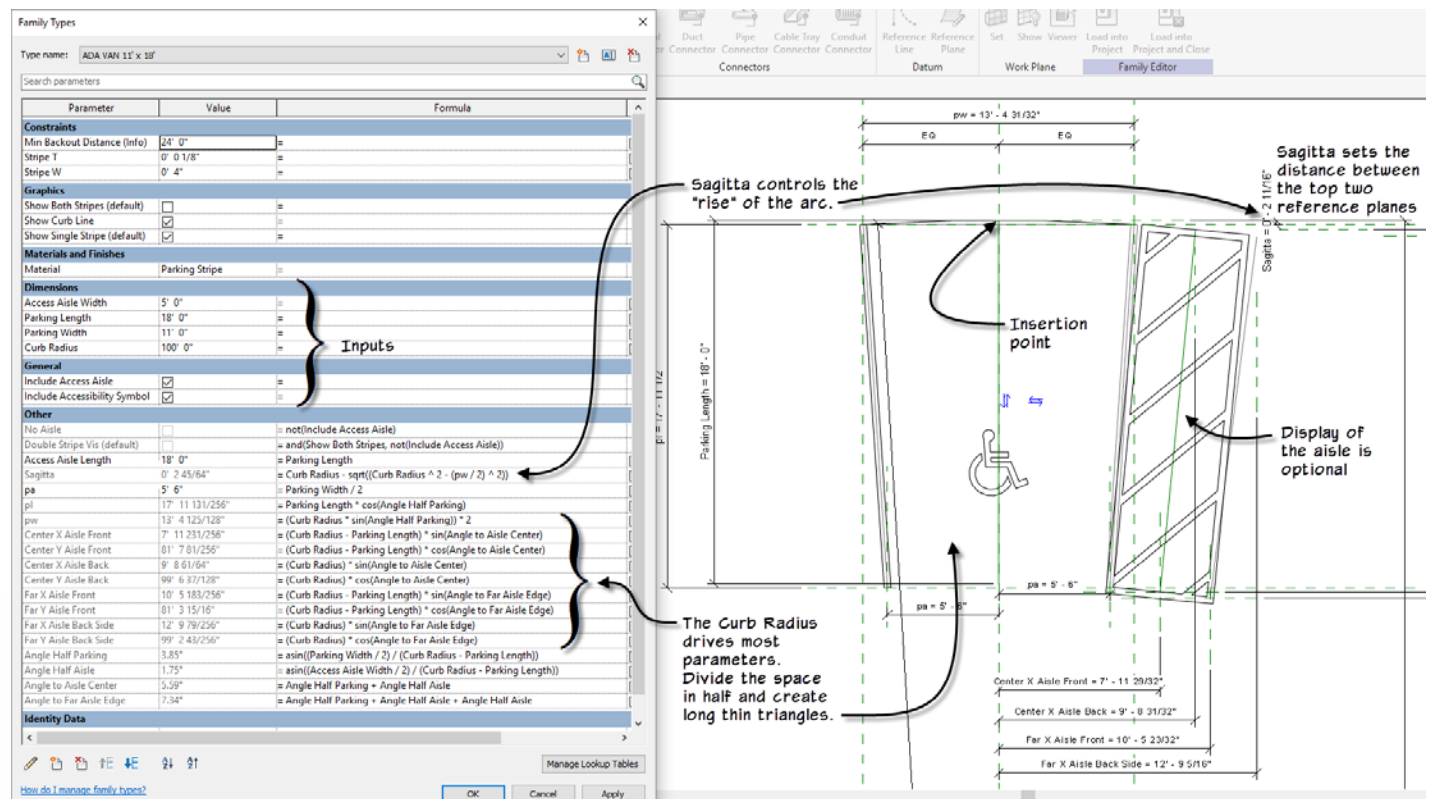 Family Types
Type name: ADA VAN 11' x 18'
Search parameters
Parameter Value Formula
Constraints
Min Backout Distance (Info) 24' 0" =
Stripe T 0' 0 1/8" =
Stripe W 0' 4" =
Graphics
Show Both Stripes (default) =
Show Curb Line =
Show Single Stripe (default) =
Materials and Finishes
Material Parking Stripe =
Dimensions
Access Aisle Width 5' 0" =
Parking Length 18' 0" =
Parking Width 11' 0" =
Curb Radius 100' 0" =
General
Include Access Aisle =
Include Accessibility Symbol =
Other
No Aisle = not(Include Access Aisle)
Double Stripe Vis (default) = and(Show Both Stripes, not(Include Access Aisle))
Access Aisle Length 18' 0" = Parking Length
Sagitta 0' 2 45/64" = Curb Radius - sqrt((Curb Radius ^ 2 - (pw / 2) ^ 2))
pa 5' 6" = Parking Width / 2
pl 17' 11 131/256" = Parking Length * cos(Angle Half Parking)
pw 13' 4 125/128" = (Curb Radius * sin(Angle Half Parking)) * 2
Center X Aisle Front 7' 11 231/256" = (Curb Radius - Parking Length) * sin(Angle to Aisle Center)
Center Y Aisle Front 81' 7 81/256" = (Curb Radius - Parking Length) * cos(Angle to Aisle Center)
Center X Aisle Back 9' 8 61/64" = (Curb Radius) * sin(Angle to Aisle Center)
Center Y Aisle Back 99' 6 37/128" = (Curb Radius) * cos(Angle to Aisle Center)
Far X Aisle Front 10' 5 183/256" = (Curb Radius - Parking Length) * sin(Angle to Far Aisle Edge)
Far Y Aisle Front 81' 3 15/16" = (Curb Radius - Parking Length) * cos(Angle to Far Aisle Edge)
Far X Aisle Back Side 12' 9 79/256" = (Curb Radius) * sin(Angle to Far Aisle Edge)
Far Y Aisle Back Side 99' 2 43/256" = (Curb Radius) * cos(Angle to Far Aisle Edge)
Angle Half Parking 3.85° = asin((Parking Width / 2) / (Curb Radius - Parking Length))
Angle Half Aisle 1.75° = asin((Access Aisle Width / 2) / (Curb Radius - Parking Length))
Angle to Aisle Center 5.59° = Angle Half Parking + Angle Half Aisle
Angle to Far Aisle Edge 7.34° = Angle Half Parking + Angle Half Aisle + Angle Half Aisle
Identity Data
Manage Lookup Tables
How do I manage family types?
OK Cancel Apply
Inputs
Duct Pipe Cable Tray Conduit Reference Reference Set Show Viewer Load into Load into
Connector Connector Connector Connector Line Plane Project Project and Close
Connectors Datum Work Plane Family Editor
pw = 13' - 4 31/32"
EQ EQ
Sagitta controls the
"rise" of the arc.
Sagitta sets the
distance between
the top two
reference planes
Sagitta = 0' - 2 11/16"
Insertion
point
Parking Length = 18' - 0"
pl = 17' - 11 1/2
Display of
the aisle is
optional
pa = 5' - 6"
pa = 5' - 6"
The Curb Radius
drives most
parameters.
Divide the space
in half and create
long thin triangles.
Center X Aisle Front = 7' - 11 29/32"
Center X Aisle Back = 9' - 8 31/32"
Far X Aisle Front = 10' - 5 23/32"
Far X Aisle Back Side = 12' - 9 5/16"